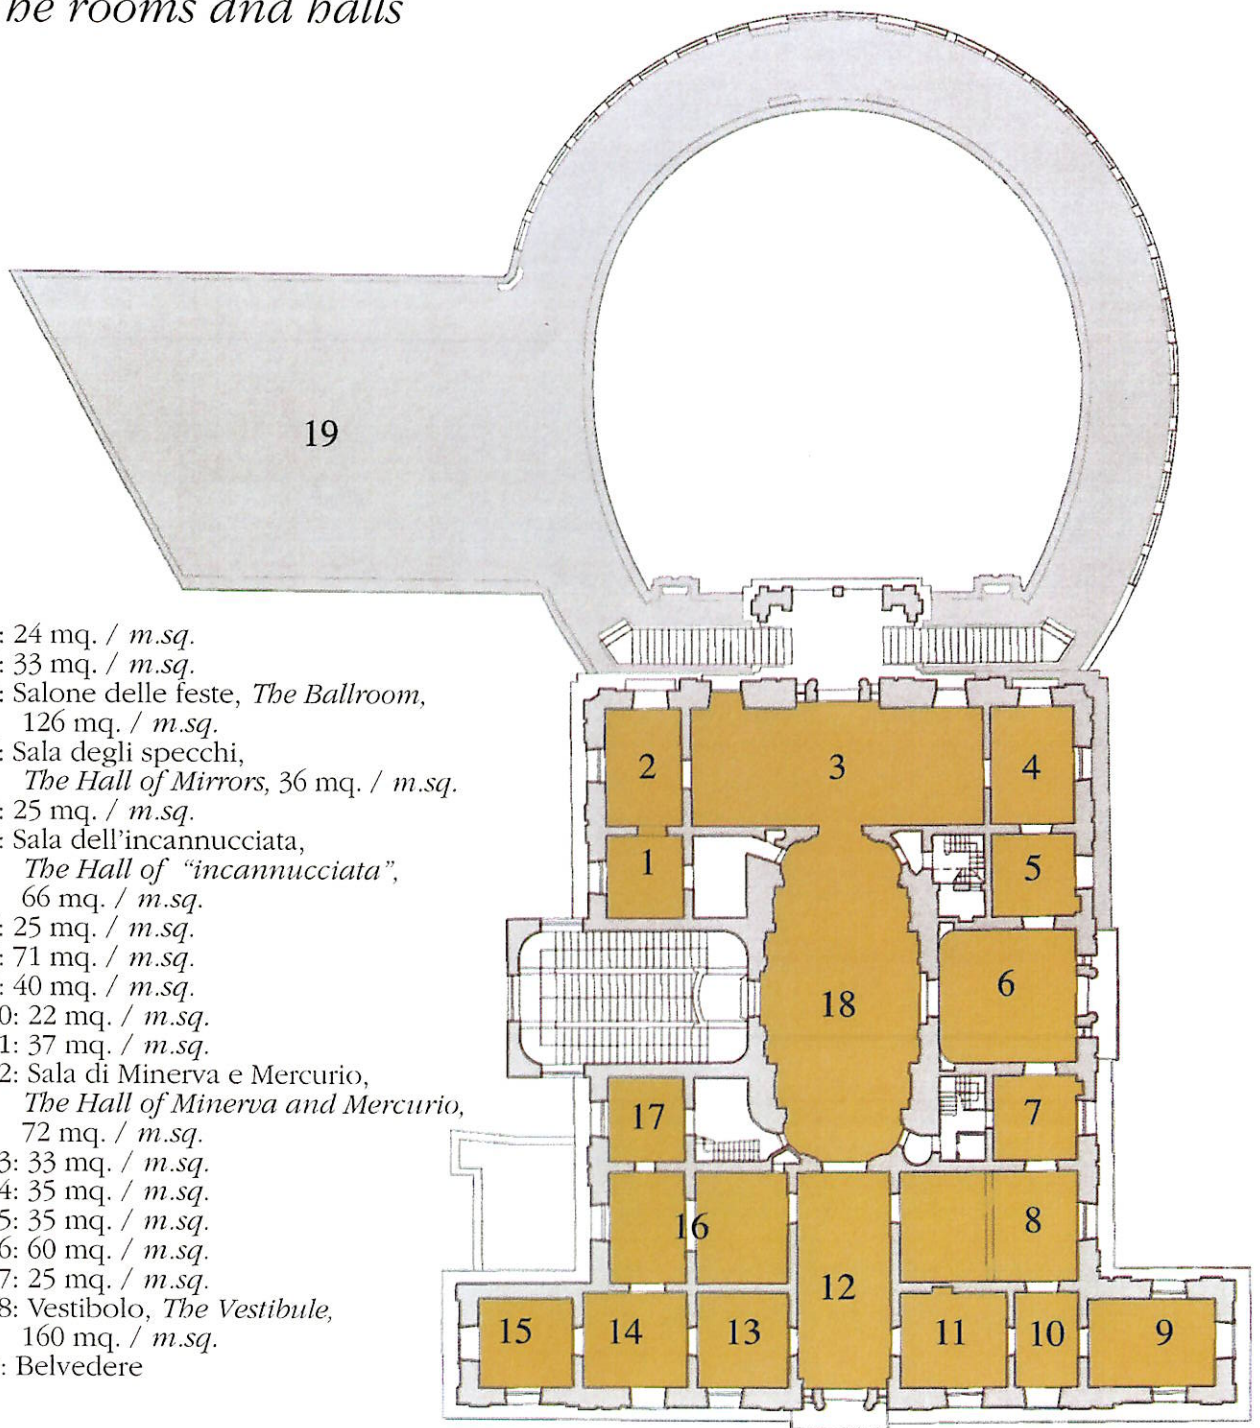 he rooms and halls
: 24 mq. / m.sq.
: 33 mq. / m.sq.
: Salone delle feste, The Ballroom,
126 mq. / m.sq.
: Sala degli specchi,
The Hall of Mirrors, 36 mq. / m.sq.
: 25 mq. / m.sq.
: Sala dell'incannucciata,
The Hall of "incannucciata",
66 mq. / m.sq.
: 25 mq. / m.sq.
: 71 mq. / m.sq.
: 40 mq. / m.sq.
0: 22 mq. / m.sq.
1: 37 mq. / m.sq.
2: Sala di Minerva e Mercurio,
The Hall of Minerva and Mercurio,
72 mq. / m.sq.
3: 33 mq. / m.sq.
4: 35 mq. / m.sq.
5: 35 mq. / m.sq.
6: 60 mq. / m.sq.
7: 25 mq. / m.sq.
8: Vestibolo, The Vestibule,
160 mq. / m.sq.
: Belvedere
19
2
3
4
1
5
6
18
17
7
16
8
12
15
14
13
11
10
9